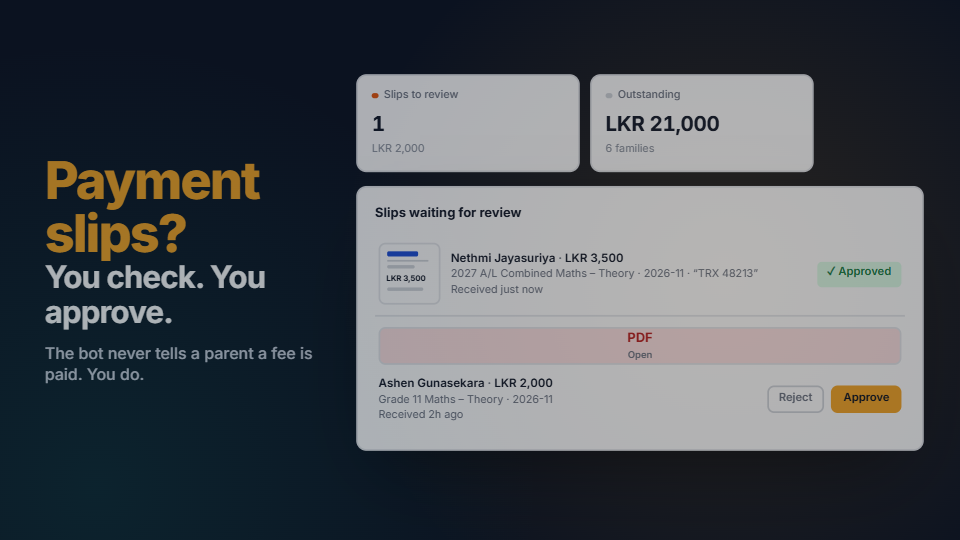 Payment
slips?
You check. You
approve.
The bot never tells a parent a fee is
paid. You do.
Slips to review
1
LKR 2,000
Outstanding
LKR 21,000
6 families
Slips waiting for review
LKR 3,500
Nethmi Jayasuriya · LKR 3,500
2027 A/L Combined Maths – Theory · 2026-11 · “TRX 48213”
Received just now
✓ Approved
PDF
Open
Ashen Gunasekara · LKR 2,000
Grade 11 Maths – Theory · 2026-11
Received 2h ago
Reject
Approve